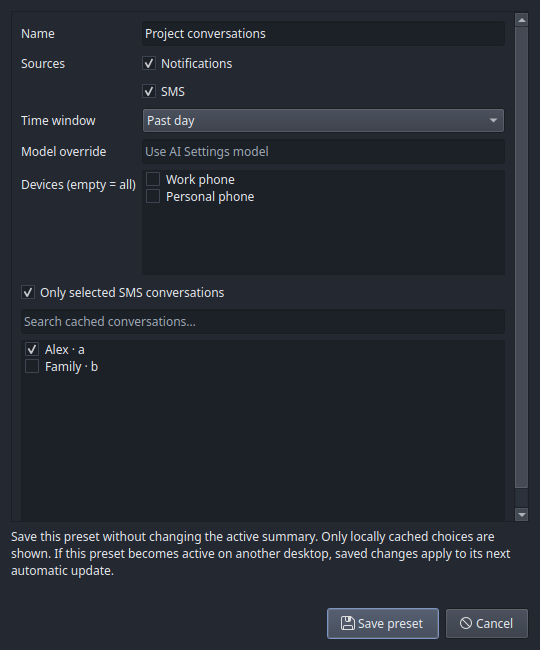 Name Project conversations
Sources Notifications
SMS
Time window Past day
Model override Use AI Settings model
Devices (empty = all) Work phone
Personal phone
Only selected SMS conversations
Search cached conversations...
Alex · a
Family · b
Save this preset without changing the active summary. Only locally cached choices are
shown. If this preset becomes active on another desktop, saved changes apply to its next
automatic update.
Save preset Cancel